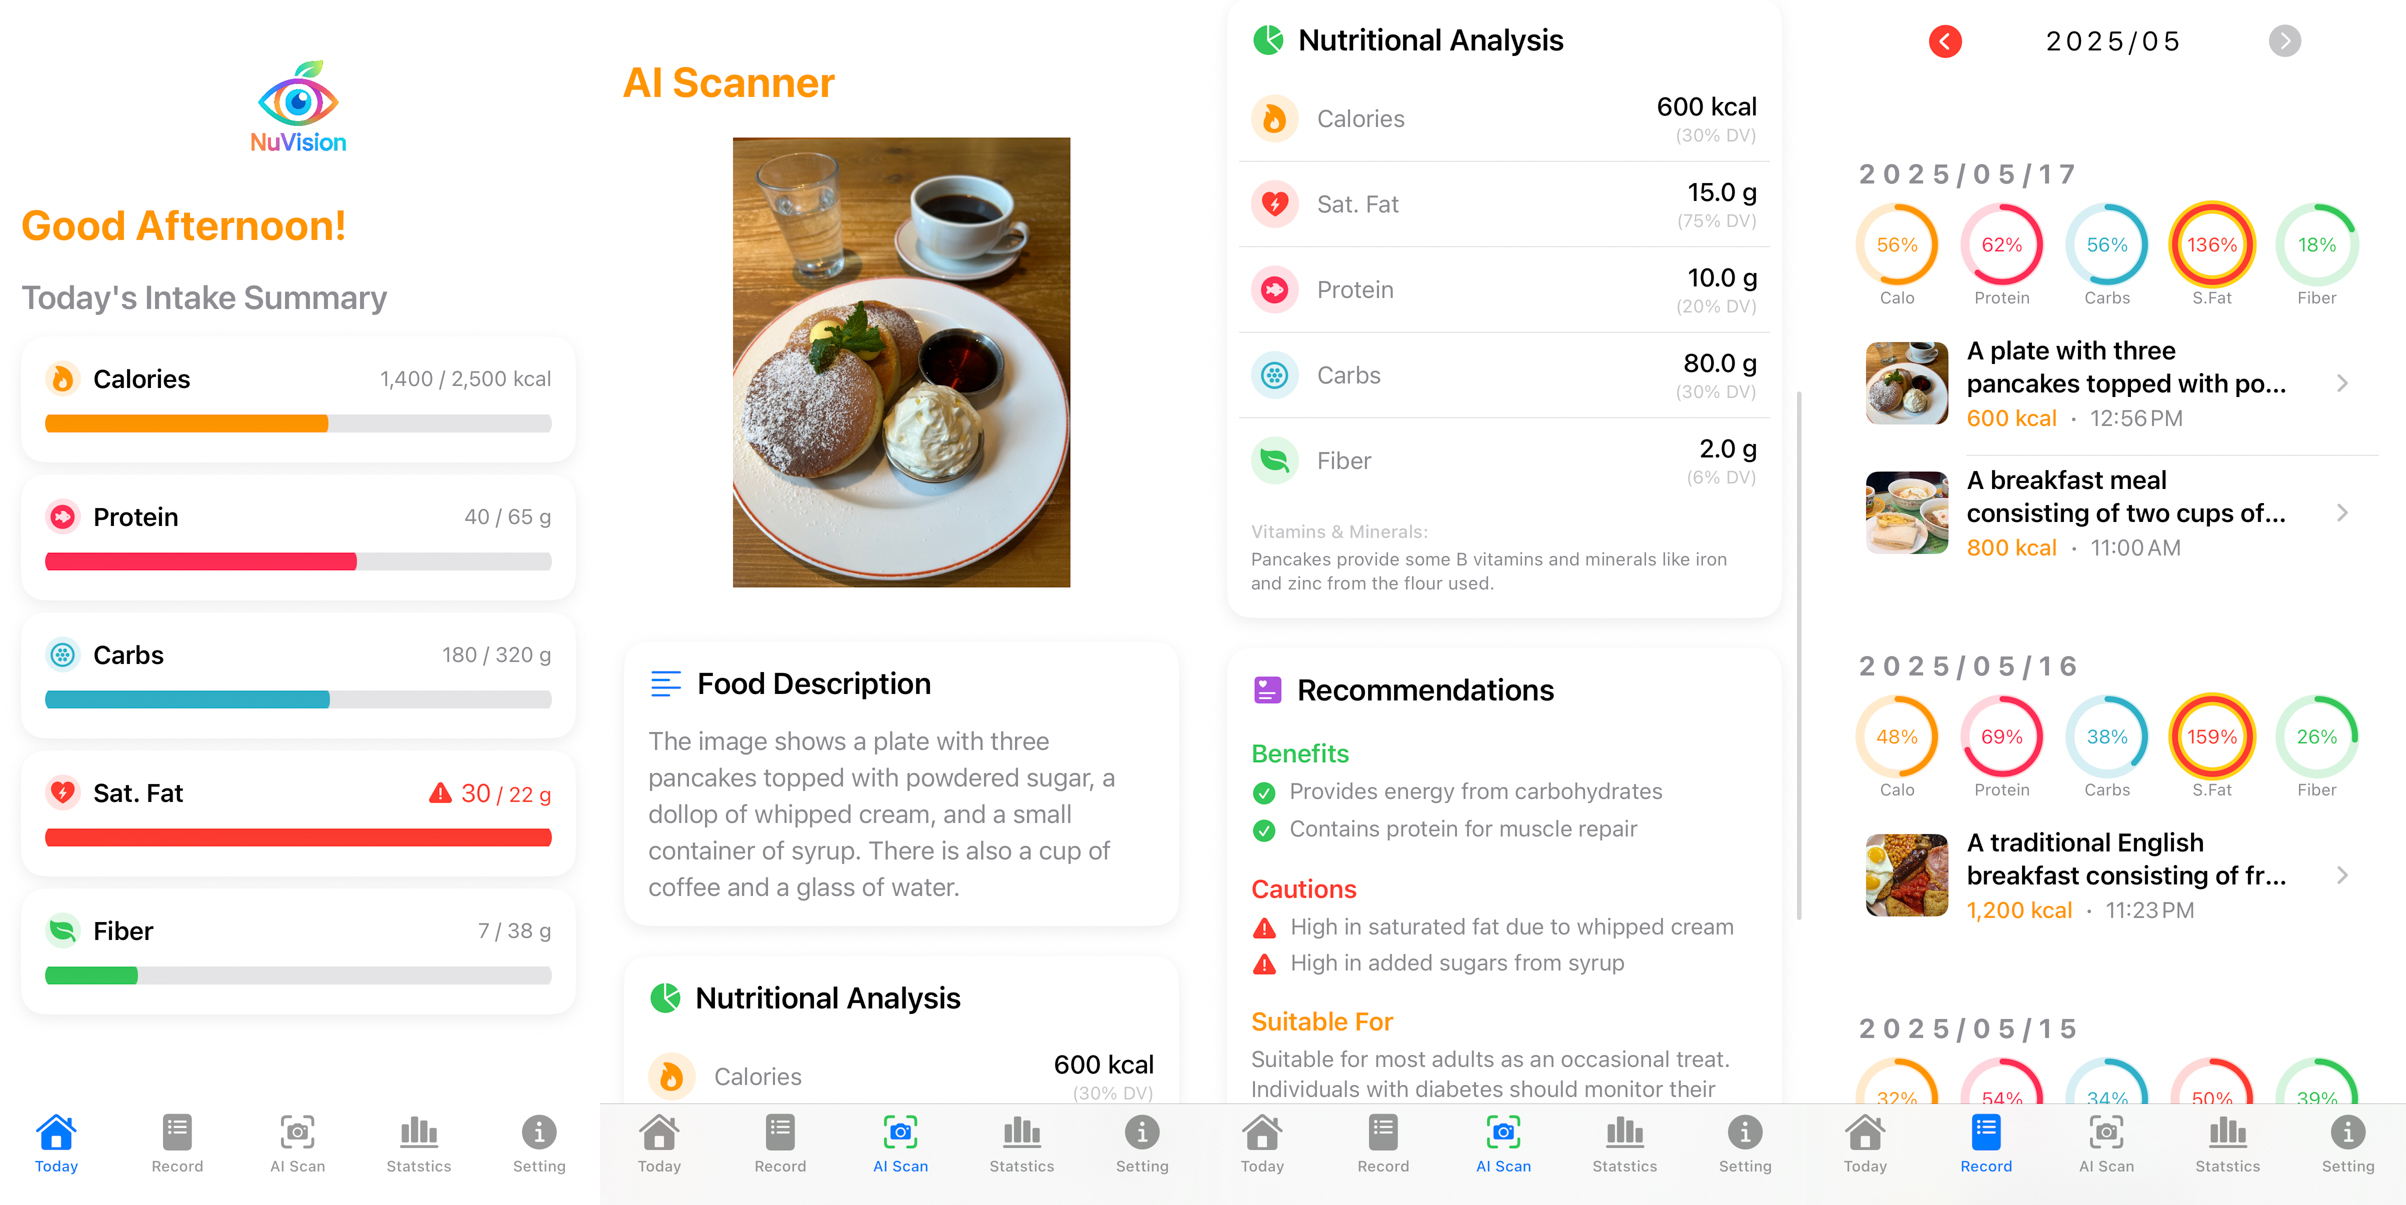 NuVision
Good Afternoon!
Today's Intake Summary
Calories
1,400 / 2,500 kcal
Protein
40 / 65 g
Carbs
180 / 320 g
Sat. Fat
30 / 22 g
Fiber
7 / 38 g
Today
Record
AI Scan
Statstics
Setting
AI Scanner
Food Description
The image shows a plate with three
pancakes topped with powdered sugar, a
dollop of whipped cream, and a small
container of syrup. There is also a cup of
coffee and a glass of water.
Nutritional Analysis
Calories
600 kcal
(30% DV)
Today
Record
AI Scan
Statstics
Setting
Nutritional Analysis
Calories
600 kcal
(30% DV)
Sat. Fat
15.0 g
(75% DV)
Protein
10.0 g
(20% DV)
Carbs
80.0 g
(30% DV)
Fiber
2.0 g
(6% DV)
Vitamins & Minerals:
Pancakes provide some B vitamins and minerals like iron
and zinc from the flour used.
Recommendations
Benefits
Provides energy from carbohydrates
Contains protein for muscle repair
Cautions
High in saturated fat due to whipped cream
High in added sugars from syrup
Suitable For
Suitable for most adults as an occasional treat.
Individuals with diabetes should monitor their
Today
Record
AI Scan
Statstics
Setting
2025/05
2025/05/17
56%
62%
56%
136%
18%
Calo
Protein
Carbs
S.Fat
Fiber
A plate with three
pancakes topped with po...
600 kcal · 12:56 PM
A breakfast meal
consisting of two cups of...
800 kcal · 11:00 AM
2025/05/16
48%
69%
38%
159%
26%
Calo
Protein
Carbs
S.Fat
Fiber
A traditional English
breakfast consisting of fr...
1,200 kcal · 11:23 PM
2025/05/15
32%
54%
34%
50%
39%
Today
Record
AI Scan
Statstics
Setting